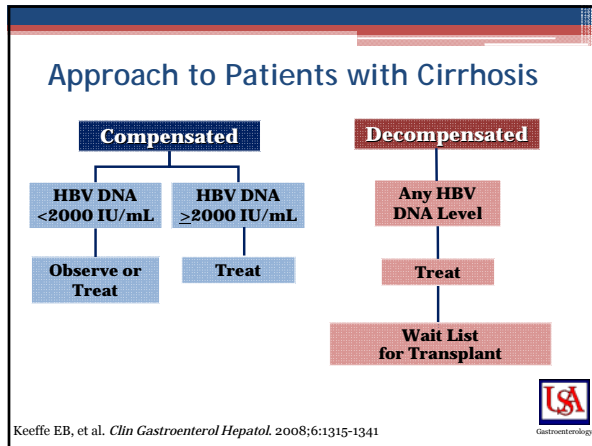 Approach to Patients with Cirrhosis
Compensated
HBV DNA
<2000 IU/mL
Observe or
Treat
HBV DNA
≥2000 IU/mL
Treat
Decompensated
Any HBV
DNA Level
Treat
Wait List
for Transplant
Keeffe EB, et al. Clin Gastroenterol Hepatol. 2008;6:1315-1341
USA
Gastroenterology